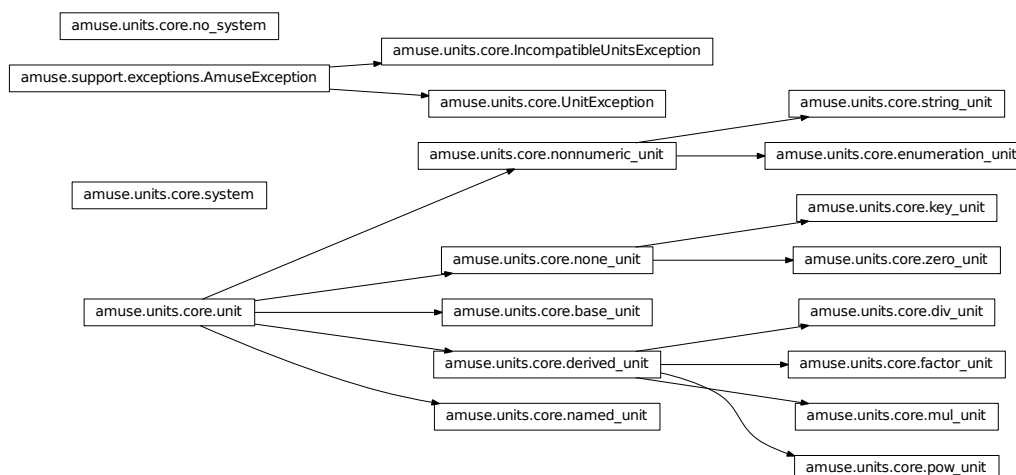 amuse.units.core.no_system
amuse.support.exceptions.AmuseException
amuse.units.core.IncompatibleUnitsException
amuse.units.core.UnitException
amuse.units.core.string_unit
amuse.units.core.nonnumeric_unit
amuse.units.core.enumeration_unit
amuse.units.core.system
amuse.units.core.key_unit
amuse.units.core.none_unit
amuse.units.core.zero_unit
amuse.units.core.unit
amuse.units.core.base_unit
amuse.units.core.div_unit
amuse.units.core.derived_unit
amuse.units.core.factor_unit
amuse.units.core.named_unit
amuse.units.core.mul_unit
amuse.units.core.pow_unit